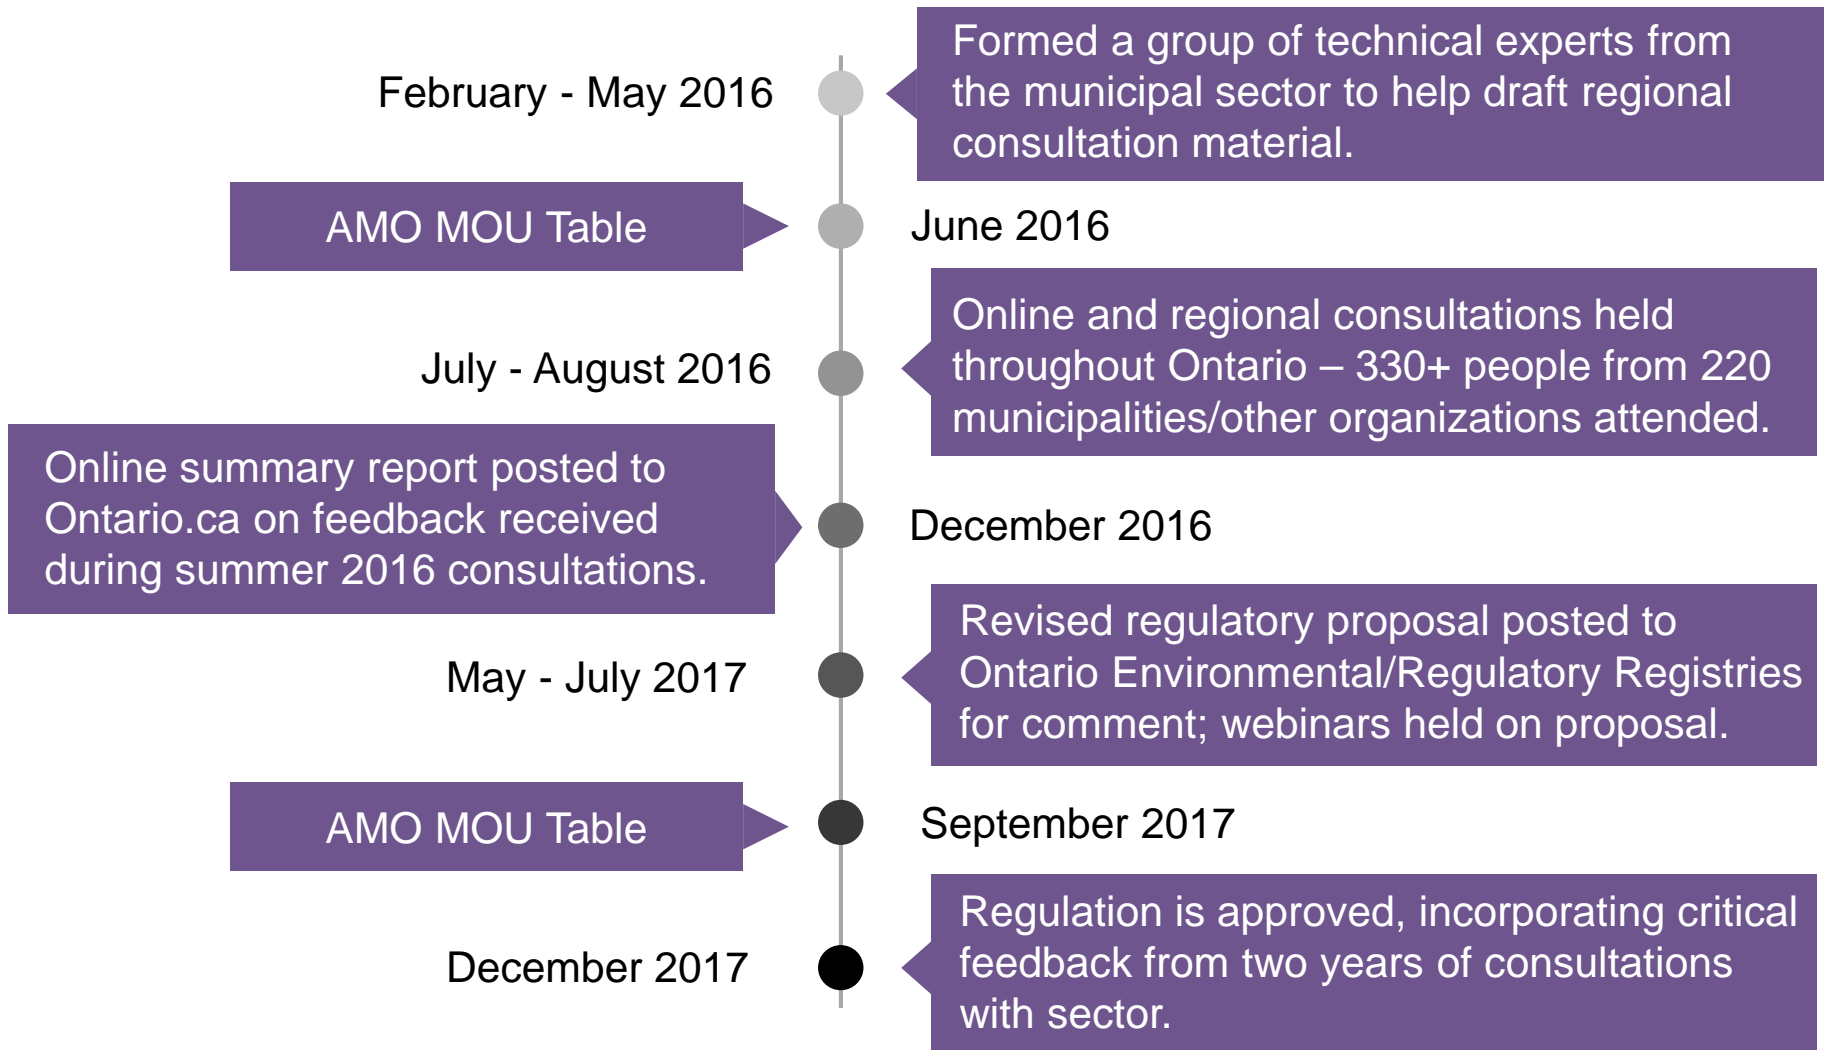 February - May 2016
Formed a group of technical experts from
the municipal sector to help draft regional
consultation material.
AMO MOU Table
June 2016
July - August 2016
Online and regional consultations held
throughout Ontario – 330+ people from 220
municipalities/other organizations attended.
Online summary report posted to
Ontario.ca on feedback received
during summer 2016 consultations.
December 2016
May - July 2017
Revised regulatory proposal posted to
Ontario Environmental/Regulatory Registries
for comment; webinars held on proposal.
AMO MOU Table
September 2017
December 2017
Regulation is approved, incorporating critical
feedback from two years of consultations
with sector.